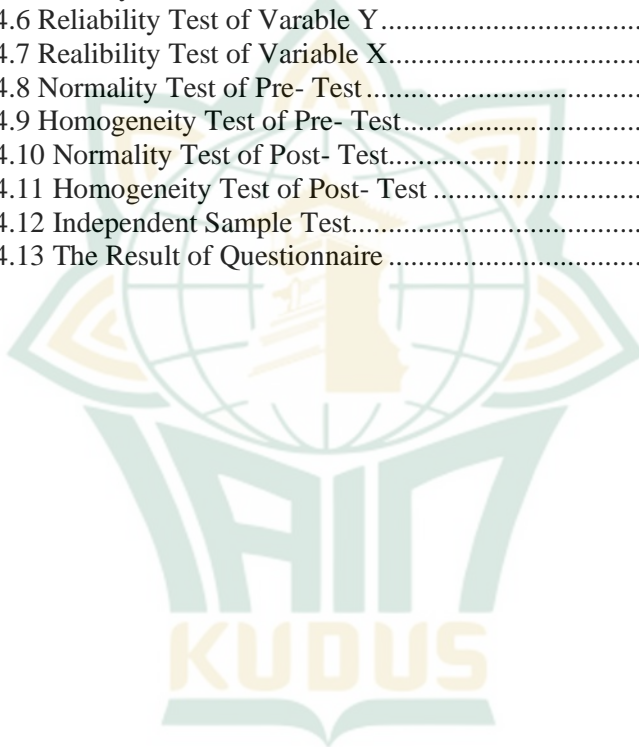 4.6 Reliability Test of Varable Y.......................................
4.7 Realibility Test of Variable X......................................
4.8 Normality Test of Pre- Test.........................................
4.9 Homogeneity Test of Pre- Test....................................
4.10 Normality Test of Post- Test......................................
4.11 Homogeneity Test of Post- Test ...............................
4.12 Independent Sample Test...........................................
4.13 The Result of Questionnaire.....................................
IAIN
KUDUS